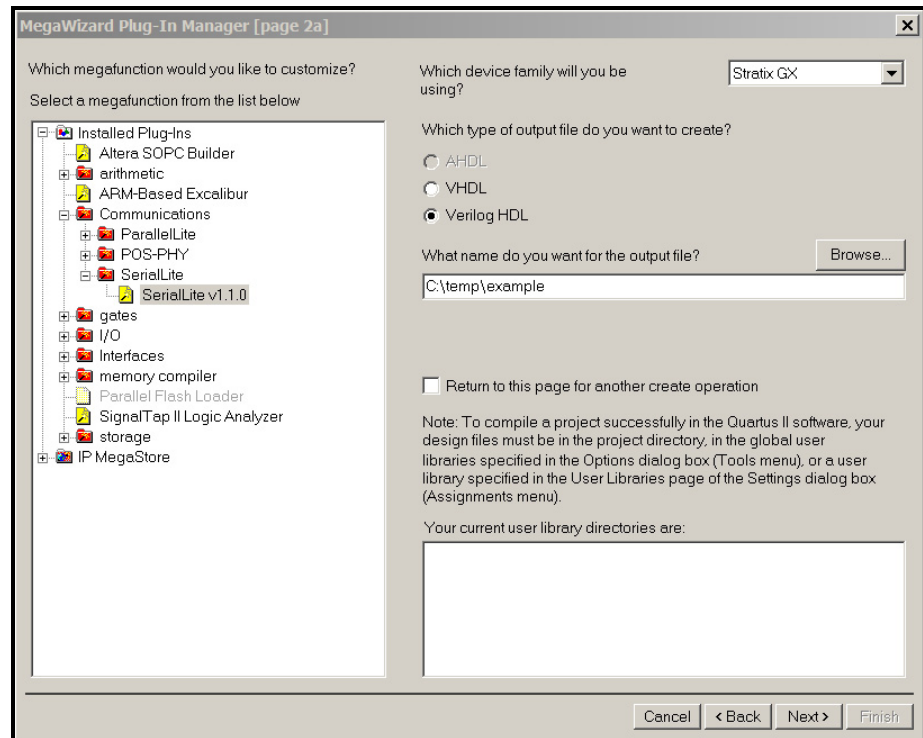 MegaWizard Plug-In Manager [page 2a]
Which megafunction would you like to customize?
Select a megafunction from the list below
Installed Plug-Ins
Altera SOPC Builder
arithmetic
ARM-Based Excalibur
Communications
ParallelLite
POS-PHY
SerialLite
SerialLite v1.1.0
gates
I/O
Interfaces
memory compiler
Parallel Flash Loader
SignalTap II Logic Analyzer
storage
IP MegaStore
Which device family will you be
using?
Stratix GX
Which type of output file do you want to create?
AHDL
VHDL
Verilog HDL
What name do you want for the output file?
Browse...
C:\temp\example
Return to this page for another create operation
Note: To compile a project successfully in the Quartus II software, your
design files must be in the project directory, in the global user
libraries specified in the Options dialog box (Tools menu), or a user
library specified in the User Libraries page of the Settings dialog box
(Assignments menu).
Your current user library directories are:
Cancel
< Back
Next >
Finish